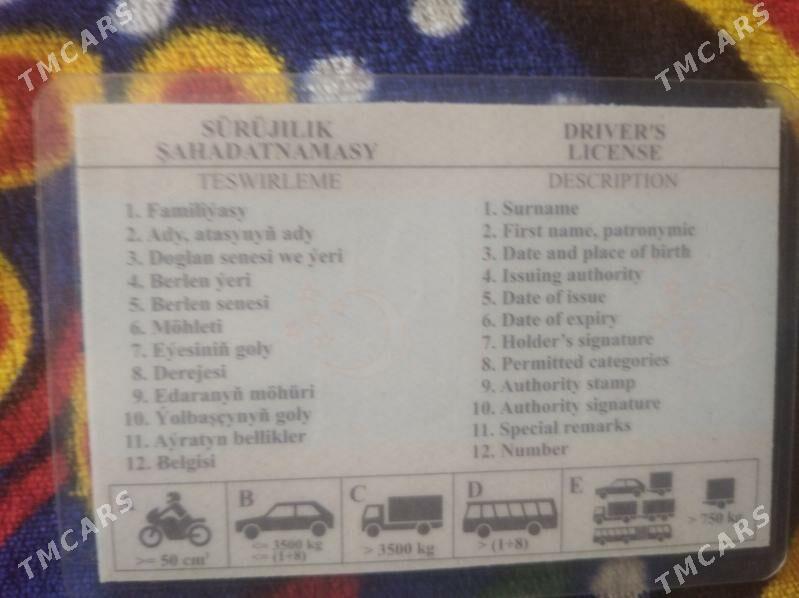 TMCARS
TMCARS
SÜRÜJILIK
ŞAHADATNAMASY
TESWIRLEME
1. Familiýasy
2. Ady, atasynyň ady
3. Doglan senesi we ýeri
4. Berlen ýeri
5. Berlen senesi
6. Möhleti
7. Eýesiniň goly
8. Derejesi
9. Edaranyň möhüri
10. Ýolbaşçynyň goly
11. Aýratyn bellikler
12. Belgisi
DRIVER'S
LICENSE
DESCRIPTION
1. Surname
2. First name, patronymic
3. Date and place of birth
4. Issuing authority
5. Date of issue
6. Date of expiry
7. Holder's signature
8. Permitted categories
9. Authority stamp
10. Authority signature
11. Special remarks
12. Number
>= 50 cm³
B
<= 3500 kg
<= (1+8)
C
> 3500 kg
D
> (1+8)
E
> 750 kg
TMCARS
TMCARS